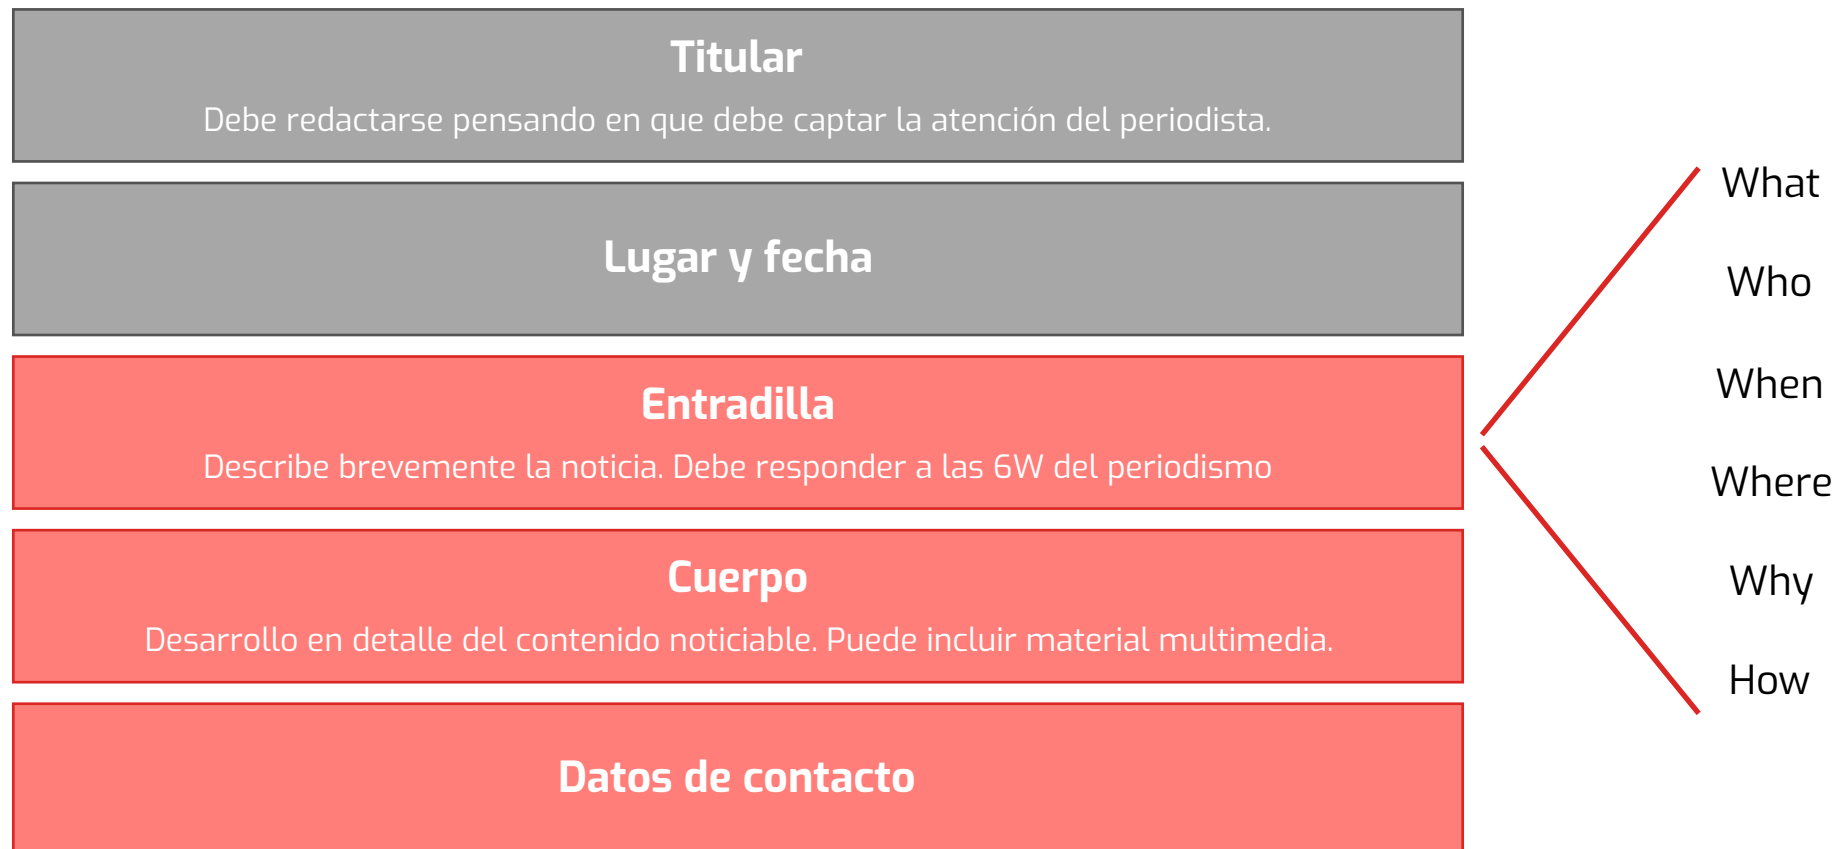 Titular
Debe redactarse pensando en que debe captar la atención del periodista.
Lugar y fecha
Entradilla
Describe brevemente la noticia. Debe responder a las 6W del periodismo
Cuerpo
Desarrollo en detalle del contenido noticiable. Puede incluir material multimedia.
Datos de contacto
What
Who
When
Where
Why
How